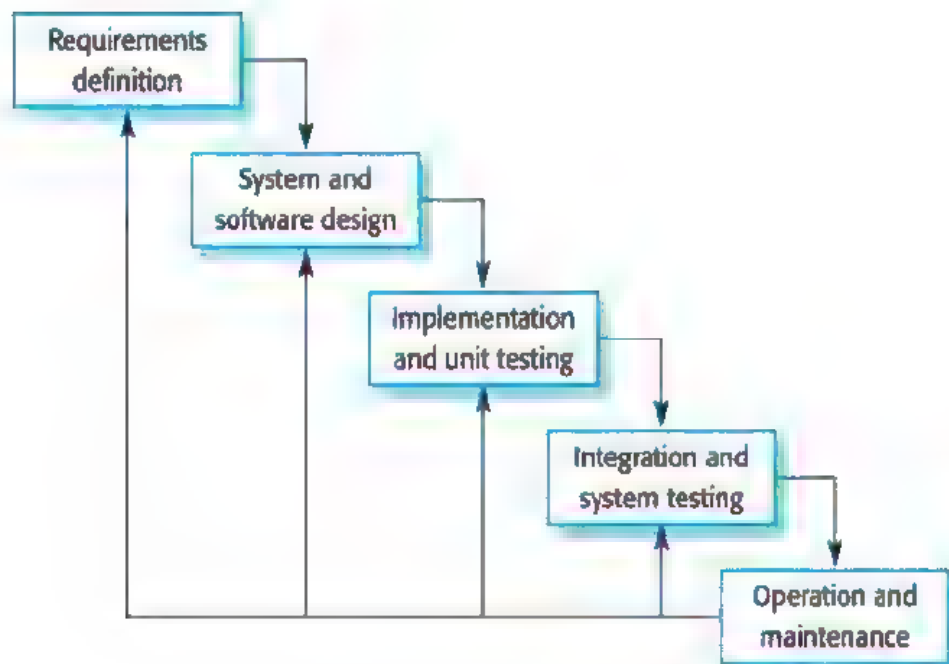 Requirements
definition
System and
software design
Implementation
and unit testing
Integration and
system testing
Operation and
maintenance